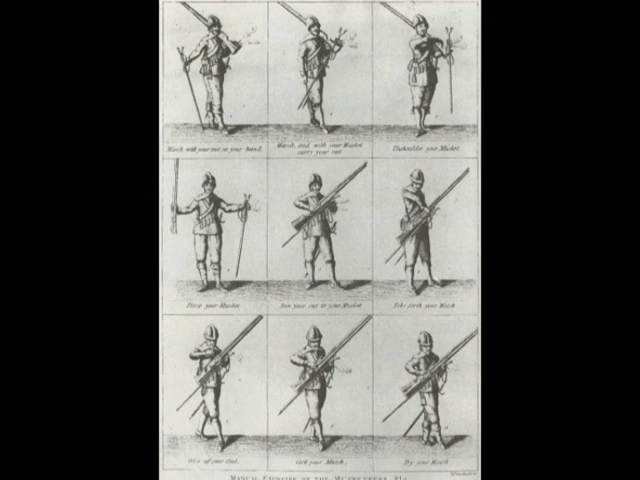 March with your rest in your hand.
March, and with your Musket
carry your rest.
Unshoulder your Musket.
Poize your Musket.
Join your rest to your Musket
Take forth your Match
off your Coal.
Cock your Match.
Try your Match.
MANUAL EXERCISE OF THE MUSKETEERS Pl.